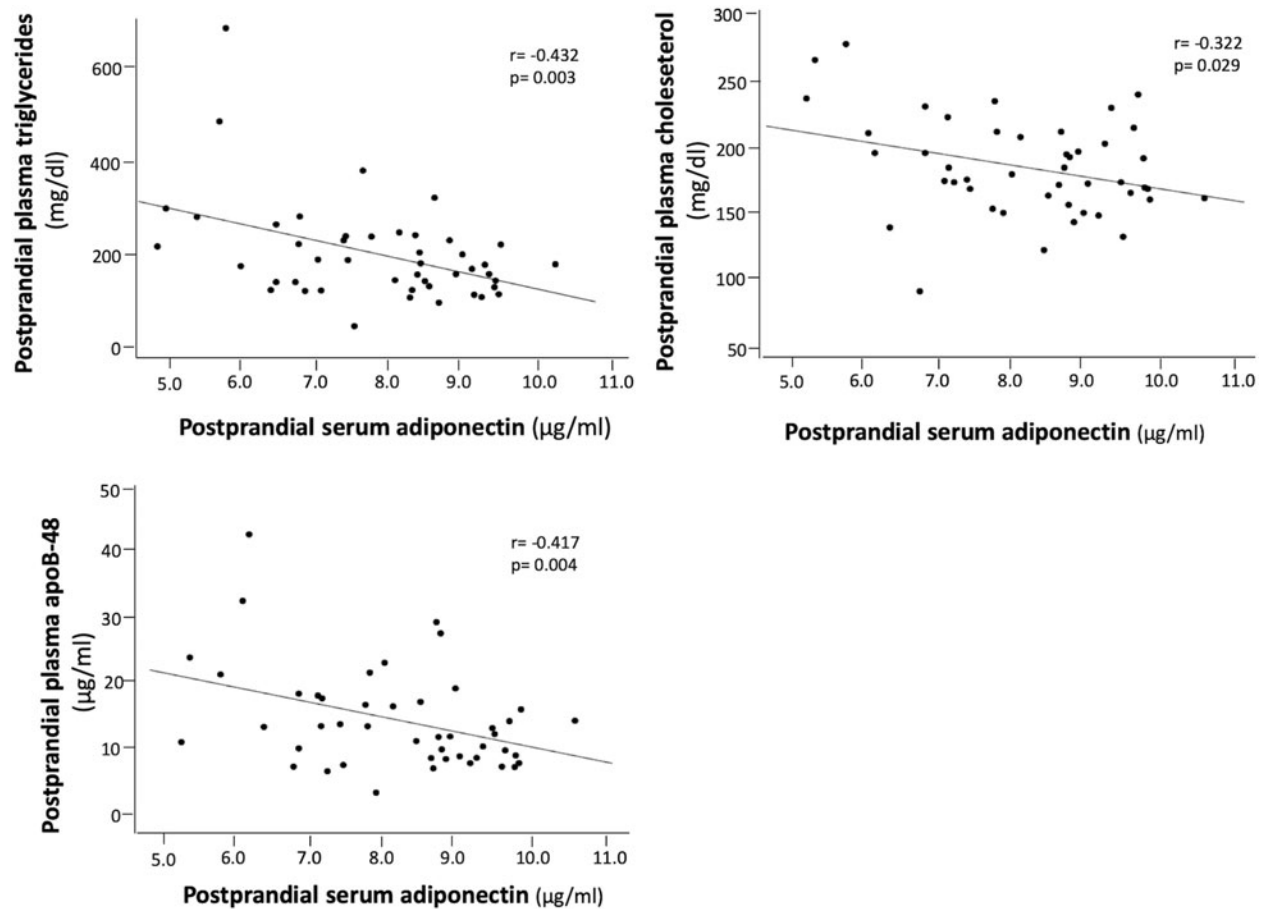 Postprandial plasma triglycerides
(mg/dl)
600
400
200
0
r= -0.432
p= 0.003
5.0 6.0 7.0 8.0 9.0 10.0 11.0
Postprandial serum adiponectin (μg/ml)
Postprandial plasma choleseterol
(mg/dl)
300
250
200
150
100
50
r= -0.322
p= 0.029
5.0 6.0 7.0 8.0 9.0 10.0 11.0
Postprandial serum adiponectin (μg/ml)
Postprandial plasma apoB-48
(μg/ml)
50
40
30
20
10
0
r= -0.417
p= 0.004
5.0 6.0 7.0 8.0 9.0 10.0 11.0
Postprandial serum adiponectin (μg/ml)